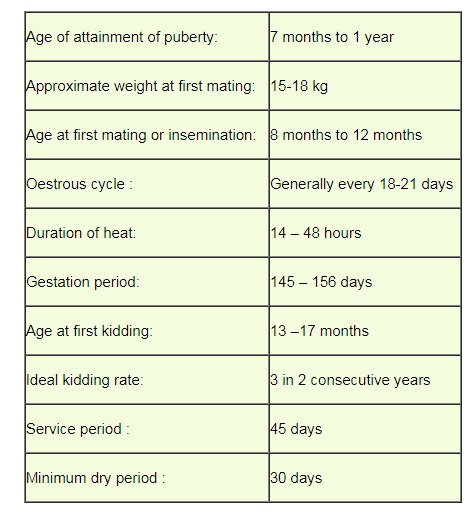 Age of attainment of puberty: 7 months to 1 year
Approximate weight at first mating: 15-18 kg
Age at first mating or insemination: 8 months to 12 months
Oestrous cycle : Generally every 18-21 days
Duration of heat: 14 – 48 hours
Gestation period: 145 – 156 days
Age at first kidding: 13 –17 months
Ideal kidding rate: 3 in 2 consecutive years
Service period : 45 days
Minimum dry period : 30 days